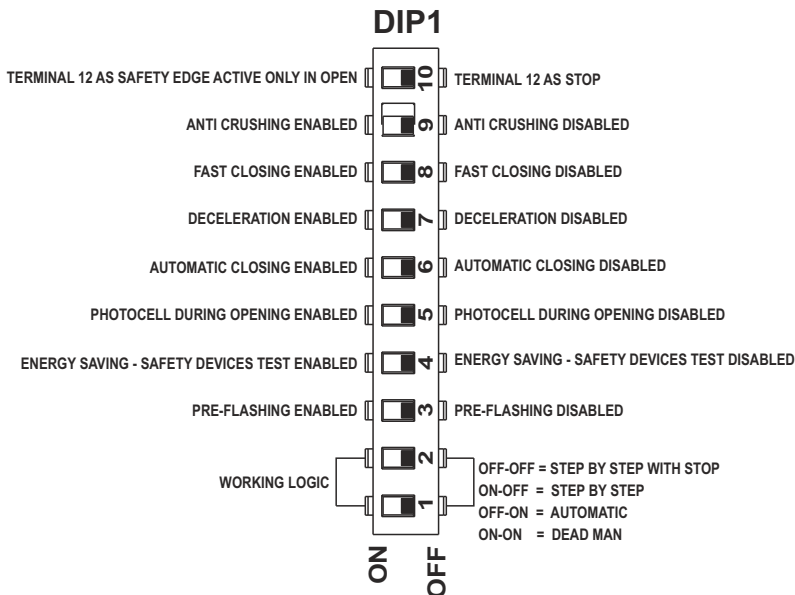 DIP1
TERMINAL 12 AS SAFETY EDGE ACTIVE ONLY IN OPEN 10 TERMINAL 12 AS STOP
ANTI CRUSHING ENABLED 9 ANTI CRUSHING DISABLED
FAST CLOSING ENABLED 8 FAST CLOSING DISABLED
DECELERATION ENABLED 7 DECELERATION DISABLED
AUTOMATIC CLOSING ENABLED 6 AUTOMATIC CLOSING DISABLED
PHOTOCELL DURING OPENING ENABLED 5 PHOTOCELL DURING OPENING DISABLED
ENERGY SAVING - SAFETY DEVICES TEST ENABLED 4 ENERGY SAVING - SAFETY DEVICES TEST DISABLED
PRE-FLASHING ENABLED 3 PRE-FLASHING DISABLED
2
WORKING LOGIC
1
OFF-OFF = STEP BY STEP WITH STOP
ON-OFF = STEP BY STEP
OFF-ON = AUTOMATIC
ON-ON = DEAD MAN
ON
OFF